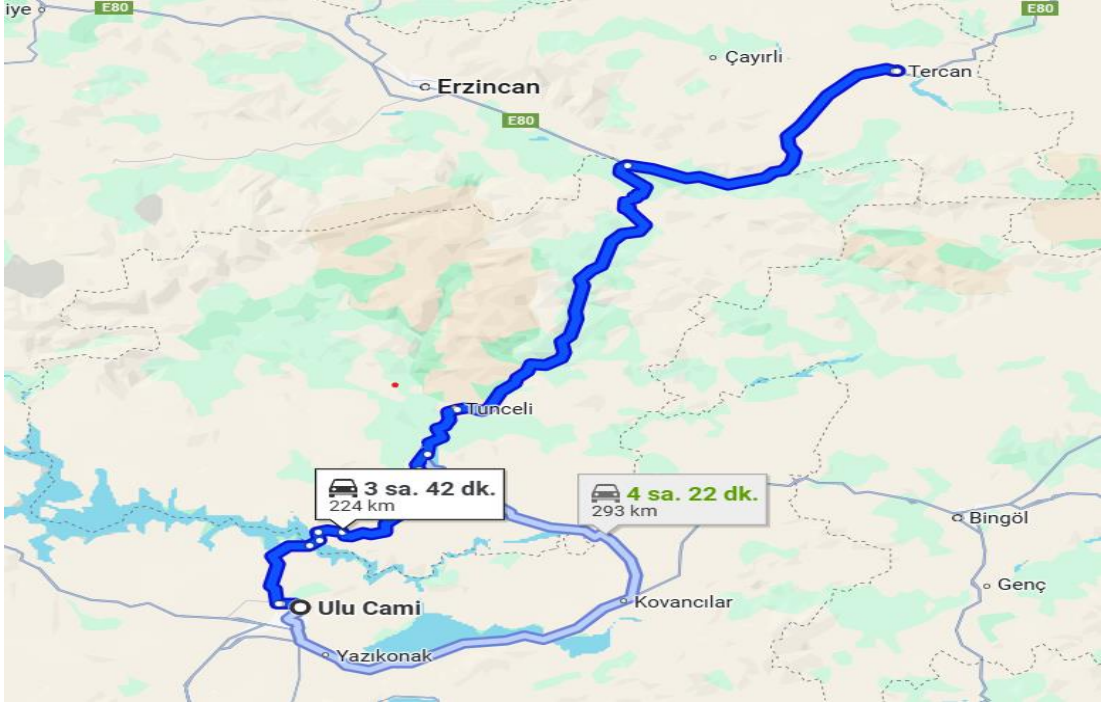 iye
E80
E80
Çayırli
Tercan
Erzincan
E80
Tunceli
3 sa. 42 dk.
224 km
4 sa. 22 dk.
293 km
Bingöl
Genç
Ulu Cami
Kovancılar
Yazıkonak